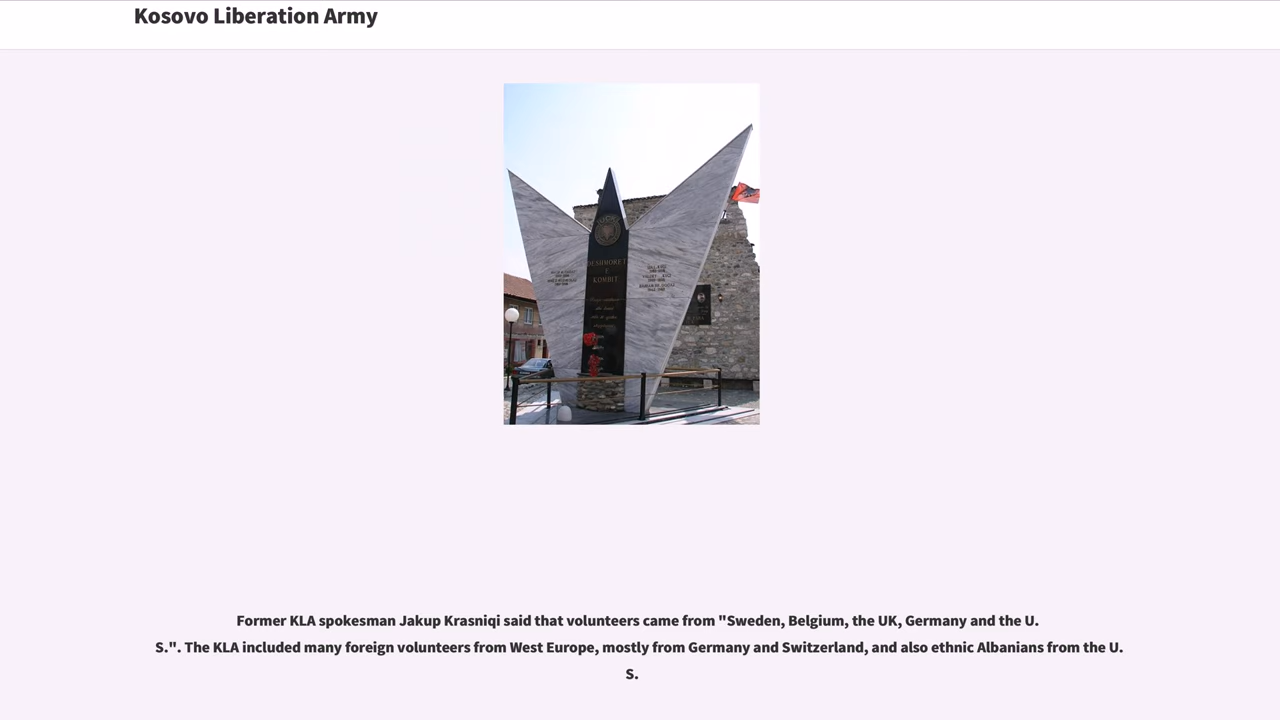 Kosovo Liberation Army
DËSHMORËT
E
KOMBIT
Former KLA spokesman Jakup Krasniqi said that volunteers came from "Sweden, Belgium, the UK, Germany and the U.
S.". The KLA included many foreign volunteers from West Europe, mostly from Germany and Switzerland, and also ethnic Albanians from the U.
S.